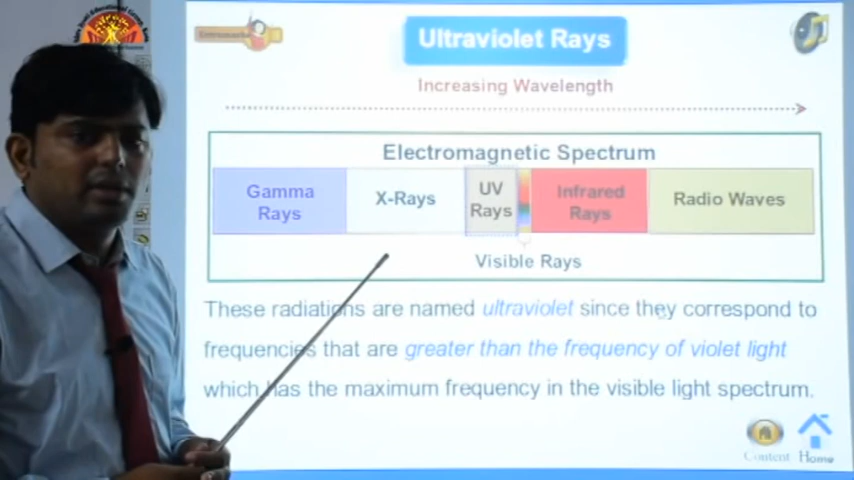 Ultraviolet Rays
Increasing Wavelength
Electromagnetic Spectrum
Gamma
Rays
X-Rays
UV
Rays
Infrared
Rays
Radio Waves
Visible Rays
These radiations are named ultraviolet since they correspond to
frequencies that are greater than the frequency of violet light
which has the maximum frequency in the visible light spectrum.
Content
Home